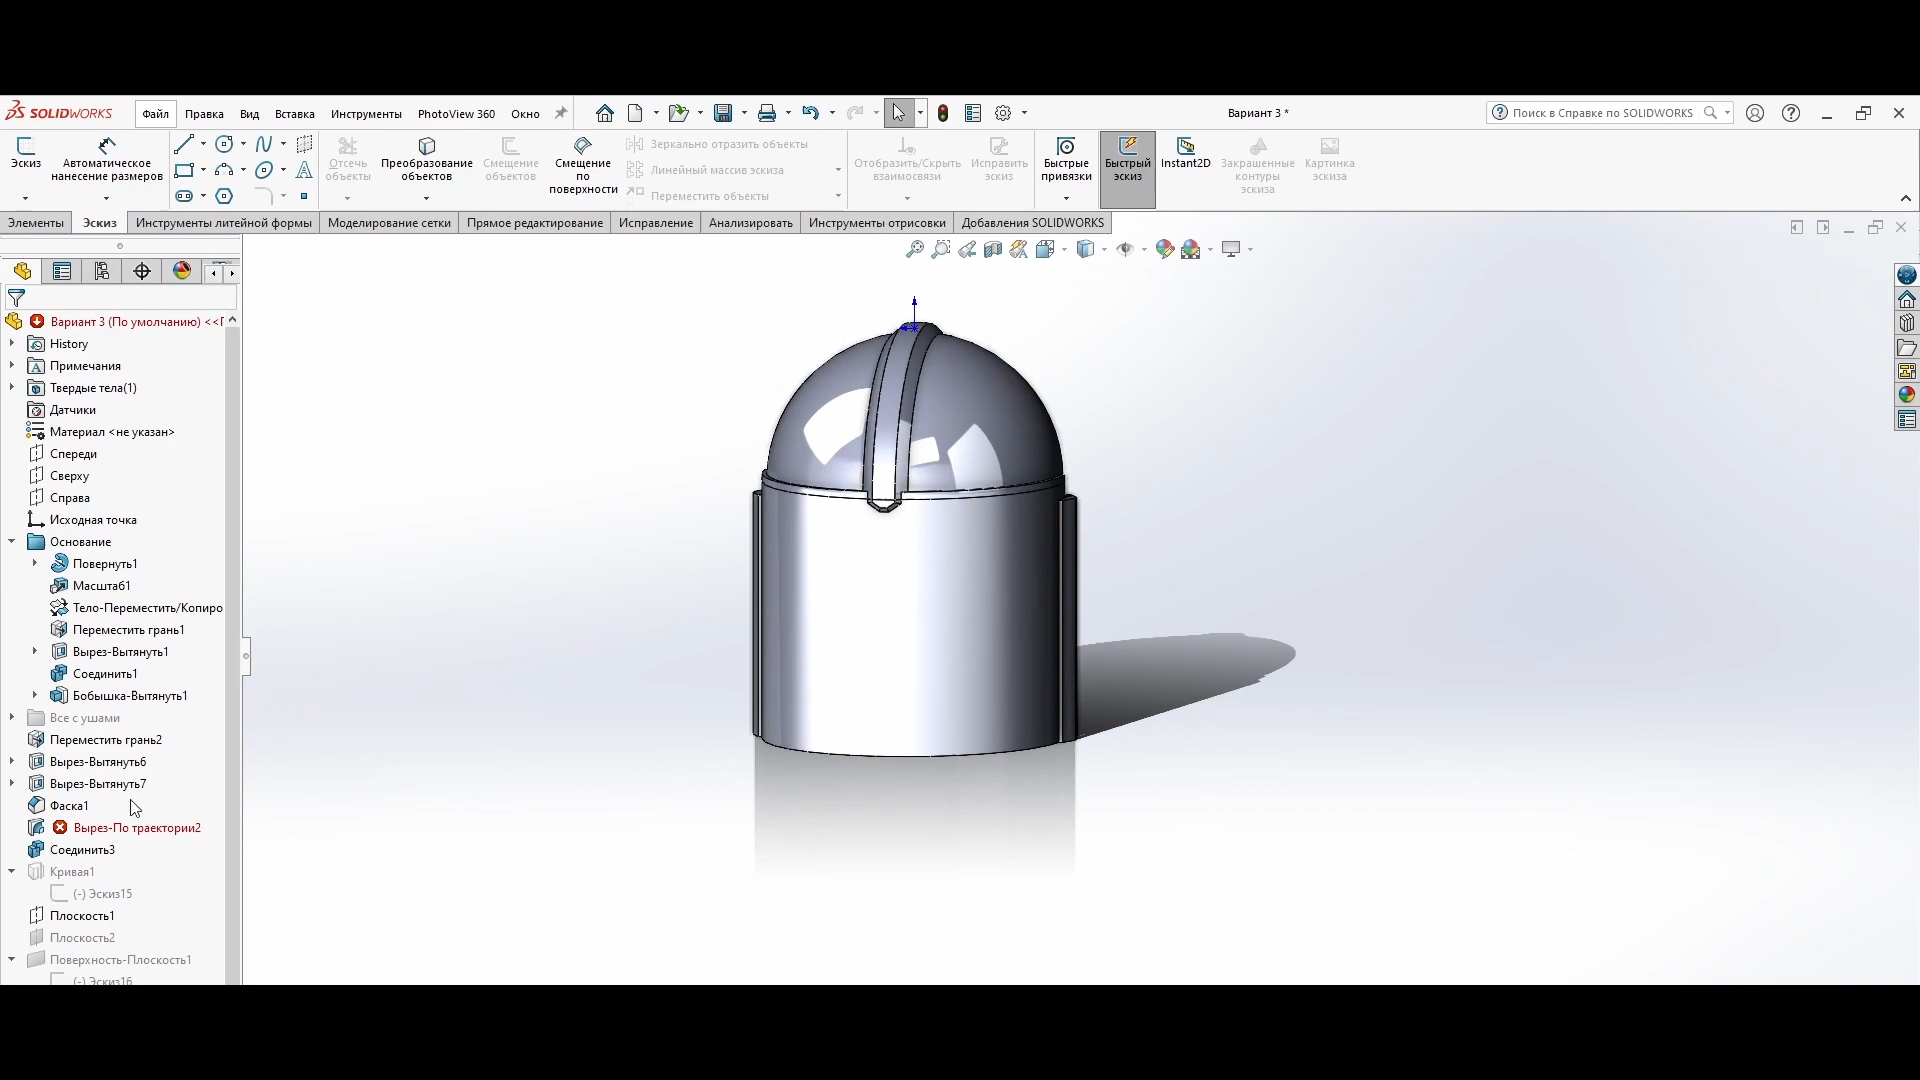 SOLIDWORKS
Файл Правка Вид Вставка Инструменты PhotoView 360 Окно
Вариант 3 *
Поиск в Справке по SOLIDWORKS
Эскиз
Автоматическое
нанесение размеров
Отсечь
объекты
Преобразование
объектов
Смещение
объектов
Смещение
по
поверхности
Зеркально отразить объекты
Линейный массив эскиза
Переместить объекты
Отобразить/Скрыть
взаимосвязи
Исправить
эскиз
Быстрые
привязки
Быстрый
эскиз
Instant2D
Закрашенные
контуры
эскиза
Картинка
эскиза
Элементы Эскиз Инструменты литейной формы Моделирование сетки Прямое редактирование Исправление Анализировать Инструменты отрисовки Добавления SOLIDWORKS
Вариант 3 (По умолчанию) <<Г
History
Примечания
Твердые тела(1)
Датчики
Материал <не указан>
Спереди
Сверху
Справа
Исходная точка
Основание
Повернуть1
Масштаб1
Тело-Переместить/Копиро
Переместить грань1
Вырез-Вытянуть1
Соединить1
Бобышка-Вытянуть1
Все с ушами
Переместить грань2
Вырез-Вытянуть6
Вырез-Вытянуть7
Фаска1
Вырез-По траектории2
Соединить3
Кривая1
(-) Эскиз15
Плоскость1
Плоскость2
Поверхность-Плоскость1
(-) Эскиз16